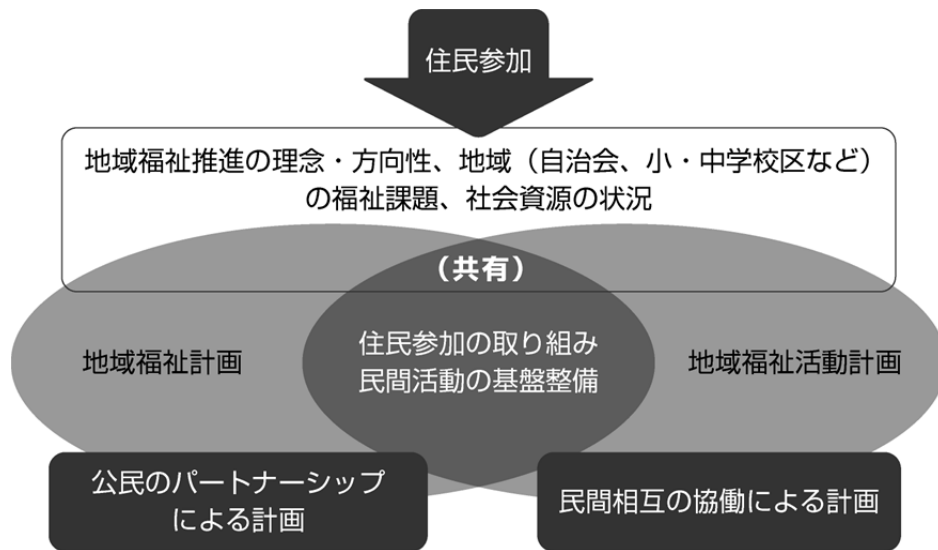 住民参加
地域福祉推進の理念・方向性、地域（自治会、小・中学校区など）
の福祉課題、社会資源の状況
（共有）
地域福祉計画
住民参加の取り組み
民間活動の基盤整備
地域福祉活動計画
公民のパートナーシップ
による計画
民間相互の協働による計画